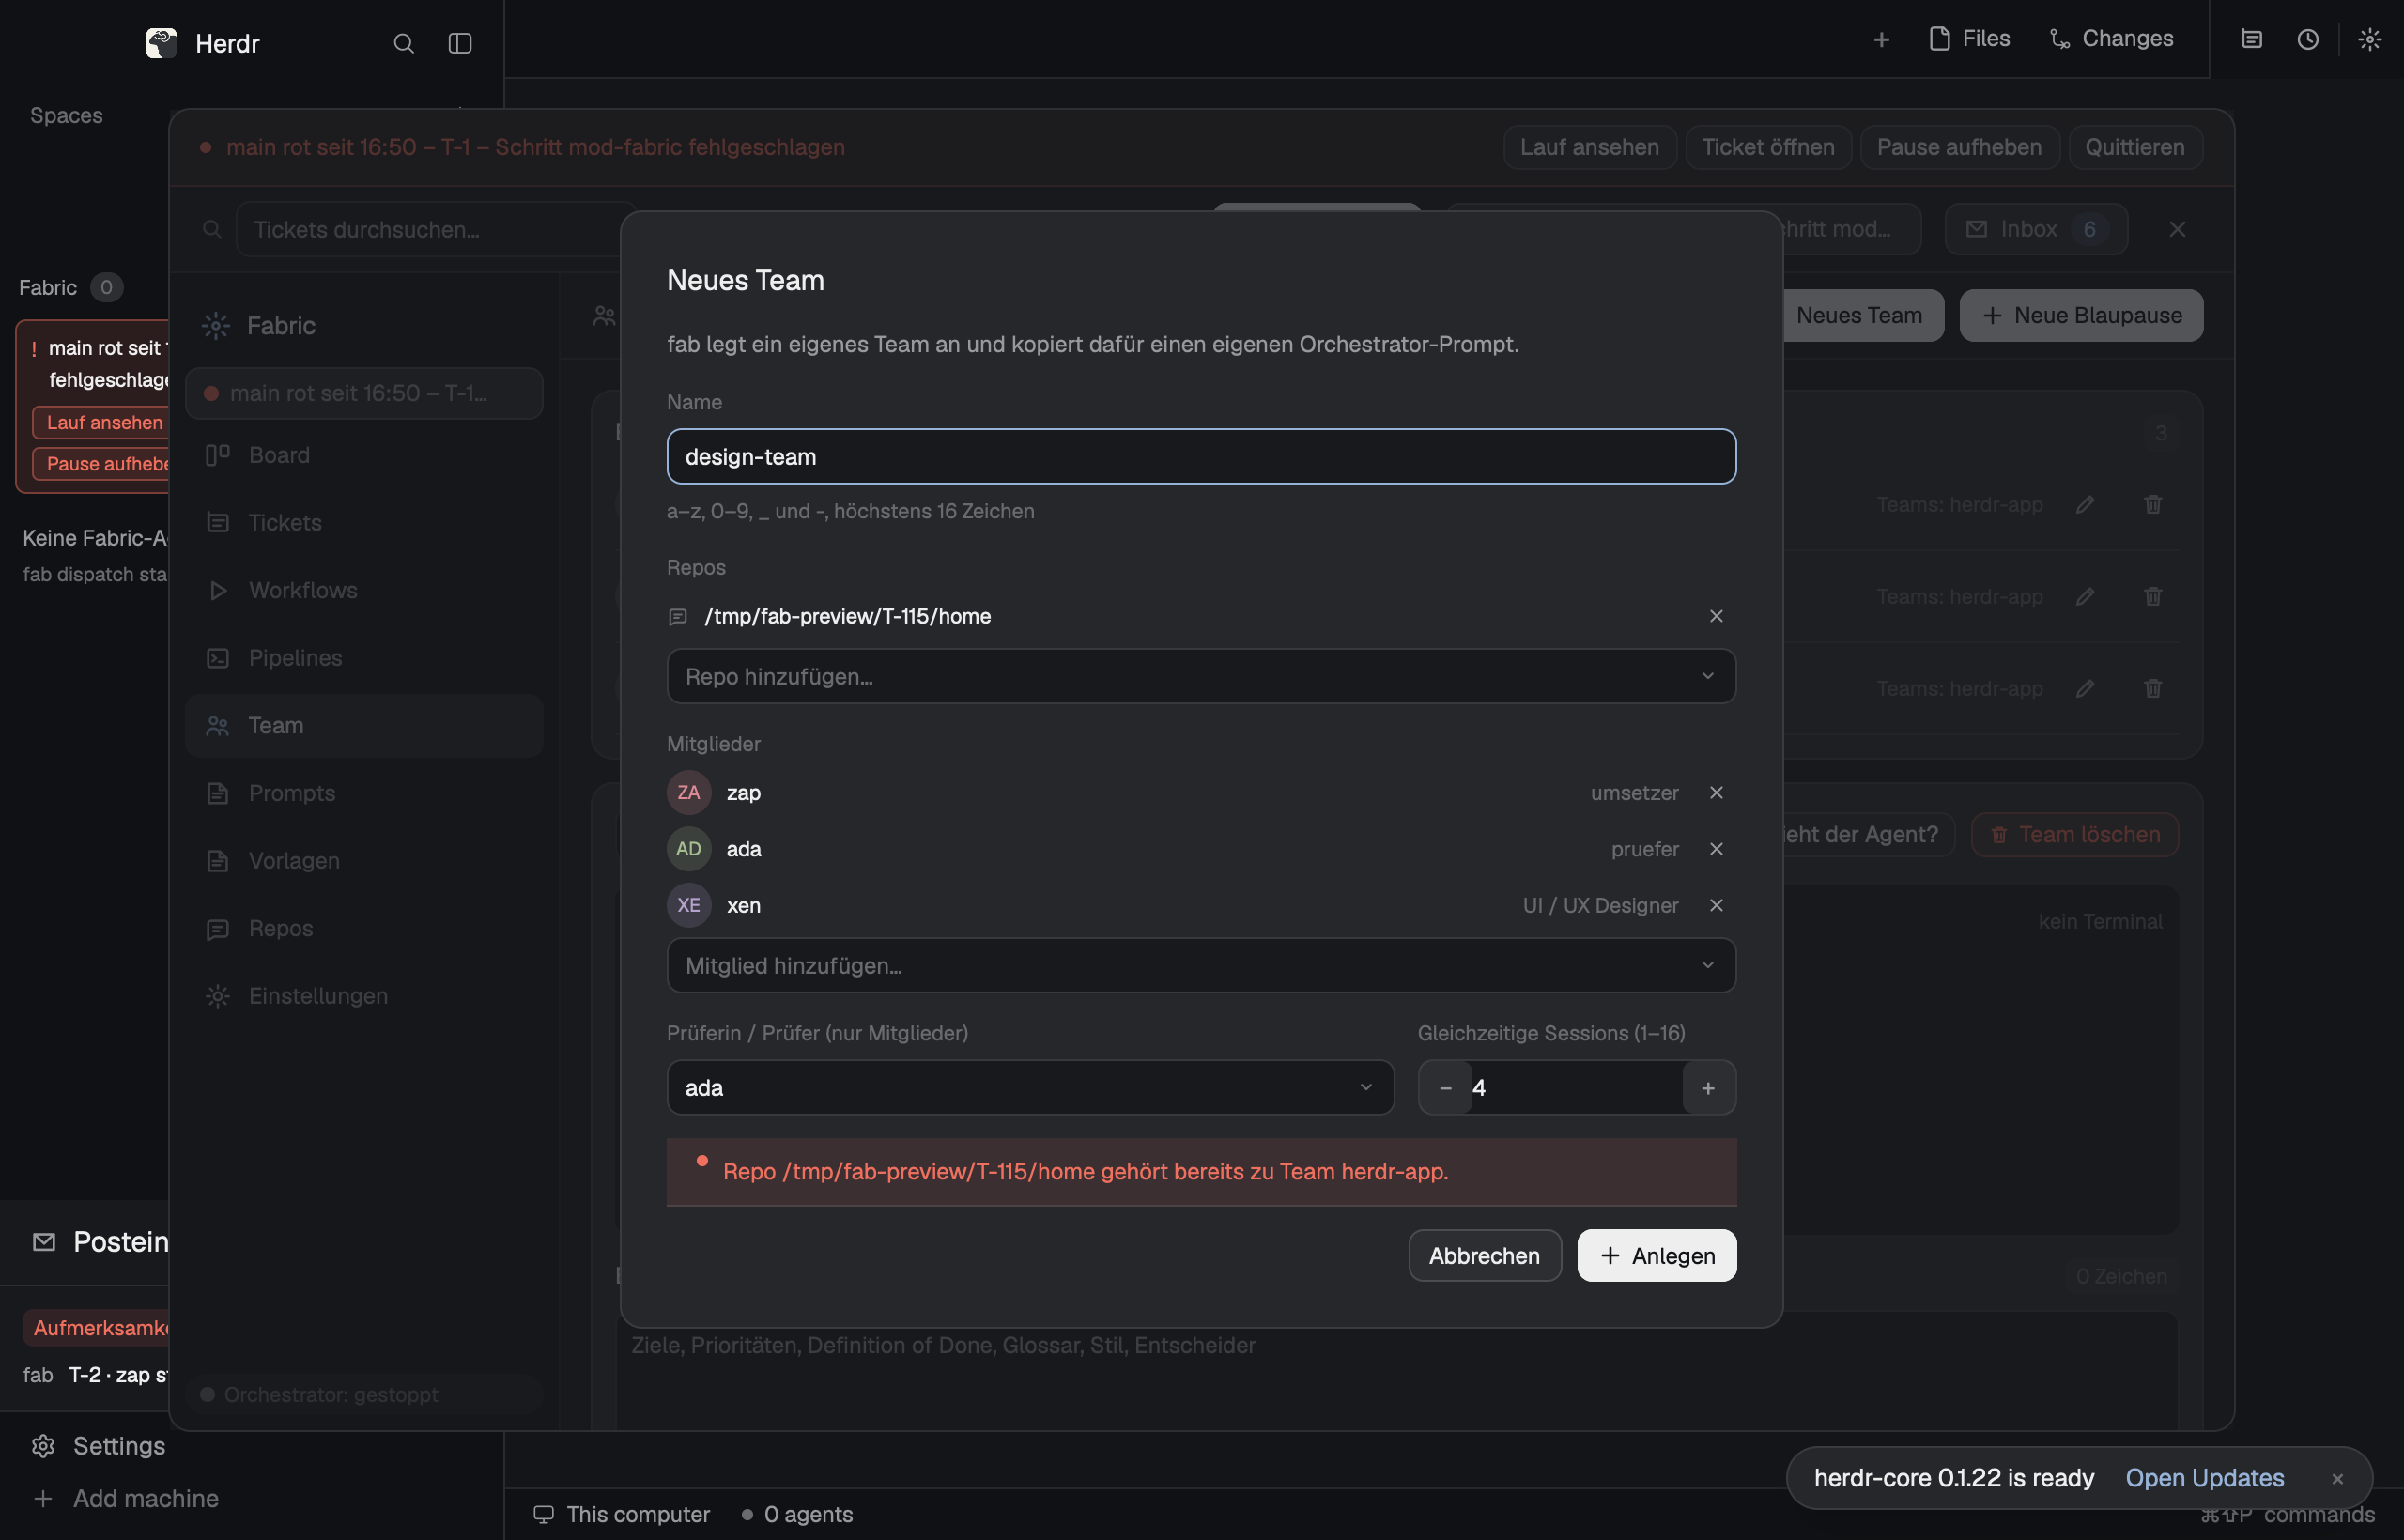 Herdr
Files
Changes
Spaces
main rot seit 16:50 – T-1 – Schritt mod-fabric fehlgeschlagen
Lauf ansehen
Ticket öffnen
Pause aufheben
Quittieren
Tickets durchsuchen...
Inbox 6
Fabric 0
! main rot seit
Lauf ansehen
Keine Fabric-
fab dispatch
Fabric
main rot seit 16:50 – T-1...
Board
Tickets
Workflows
Pipelines
Team
Prompts
Vorlagen
Repos
Einstellungen
Orchestrator: gestoppt
Neues Team
Neue Blaupause
3
Teams: herdr-app
Teams: herdr-app
Teams: herdr-app
der Agent?
Team löschen
kein Terminal
0 Zeichen
Ziele, Prioritäten, Definition of Done, Glossar, Stil, Entscheider
Neues Team
fab legt ein eigenes Team an und kopiert dafür einen eigenen Orchestrator-Prompt.
Name
design-team
a–z, 0–9, _ und -, höchstens 16 Zeichen
Repos
/tmp/fab-preview/T-115/home
Repo hinzufügen...
Mitglieder
ZA zap umsetzer
AD ada pruefer
XE xen UI / UX Designer
Mitglied hinzufügen...
Prüferin / Prüfer (nur Mitglieder)
Gleichzeitige Sessions (1–16)
ada
− 4 +
Repo /tmp/fab-preview/T-115/home gehört bereits zu Team herdr-app.
Abbrechen
+ Anlegen
fab T-2 · zap
Settings
Add machine
This computer
0 agents
herdr-core 0.1.22 is ready
Open Updates
⌘⇧P commands